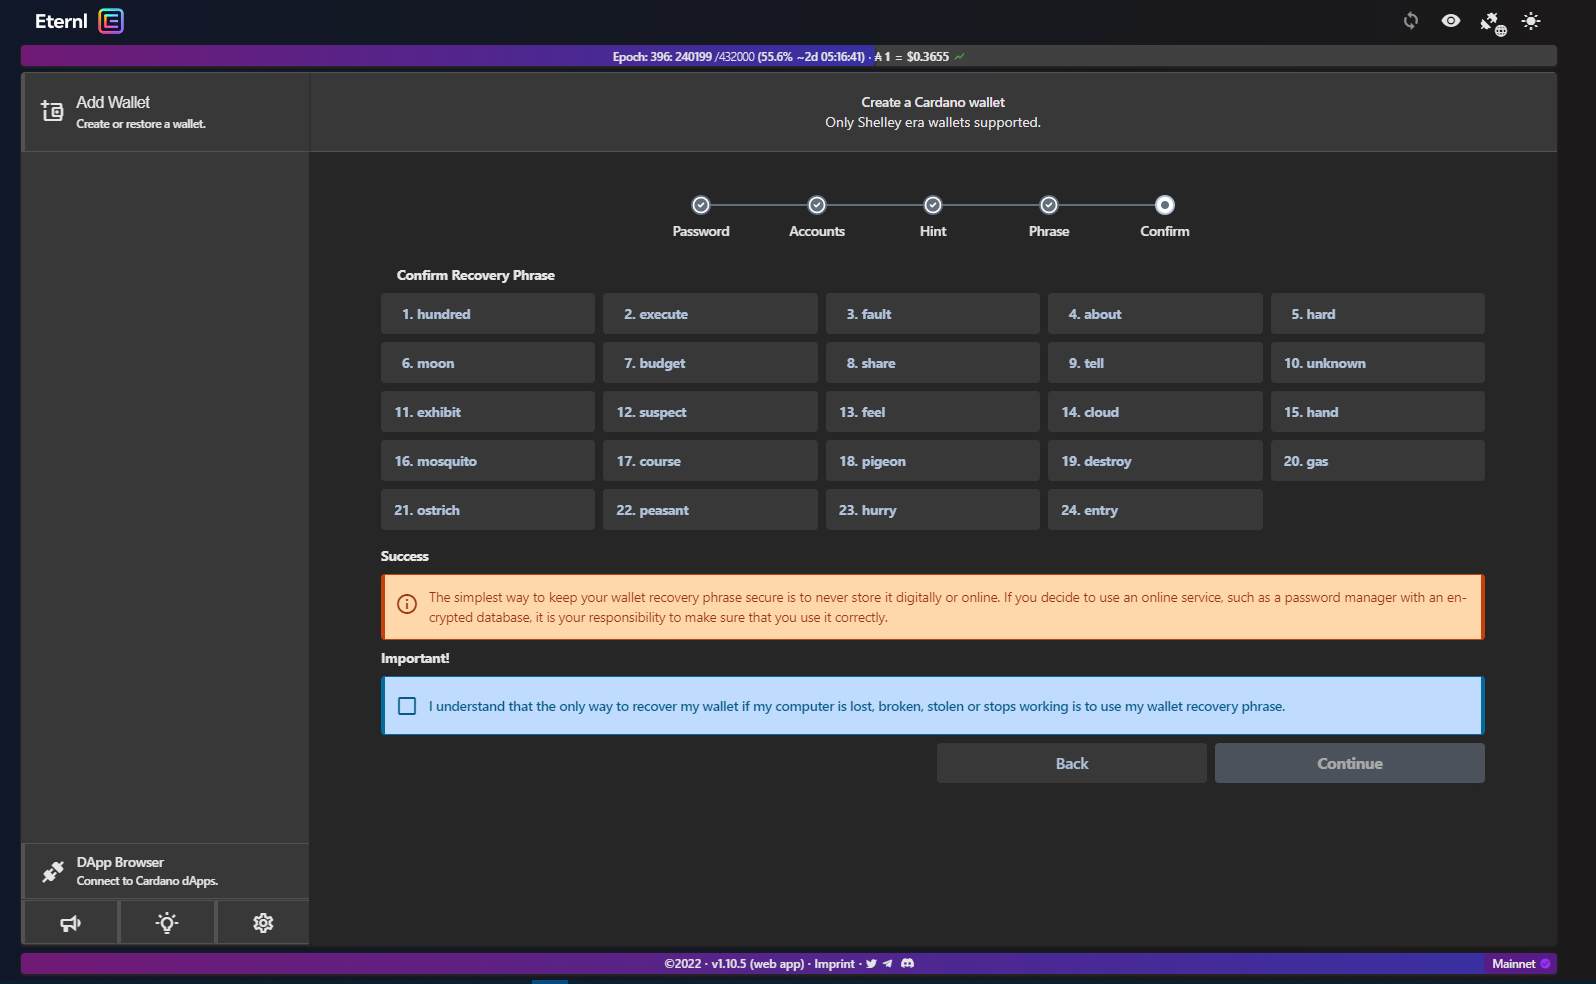 Eternl
Epoch: 396: 240199 /432000 (55.6% ~2d 05:16:41) · ₳ 1 = $0.3655
Add Wallet
Create or restore a wallet.
Create a Cardano wallet
Only Shelley era wallets supported.
Password Accounts Hint Phrase Confirm
Confirm Recovery Phrase
1. hundred 2. execute 3. fault 4. about 5. hard
6. moon 7. budget 8. share 9. tell 10. unknown
11. exhibit 12. suspect 13. feel 14. cloud 15. hand
16. mosquito 17. course 18. pigeon 19. destroy 20. gas
21. ostrich 22. peasant 23. hurry 24. entry
Success
The simplest way to keep your wallet recovery phrase secure is to never store it digitally or online. If you decide to use an online service, such as a password manager with an en-
crypted database, it is your responsibility to make sure that you use it correctly.
Important!
I understand that the only way to recover my wallet if my computer is lost, broken, stolen or stops working is to use my wallet recovery phrase.
Back Continue
DApp Browser
Connect to Cardano dApps.
©2022 · v1.10.5 (web app) · Imprint ·
Mainnet